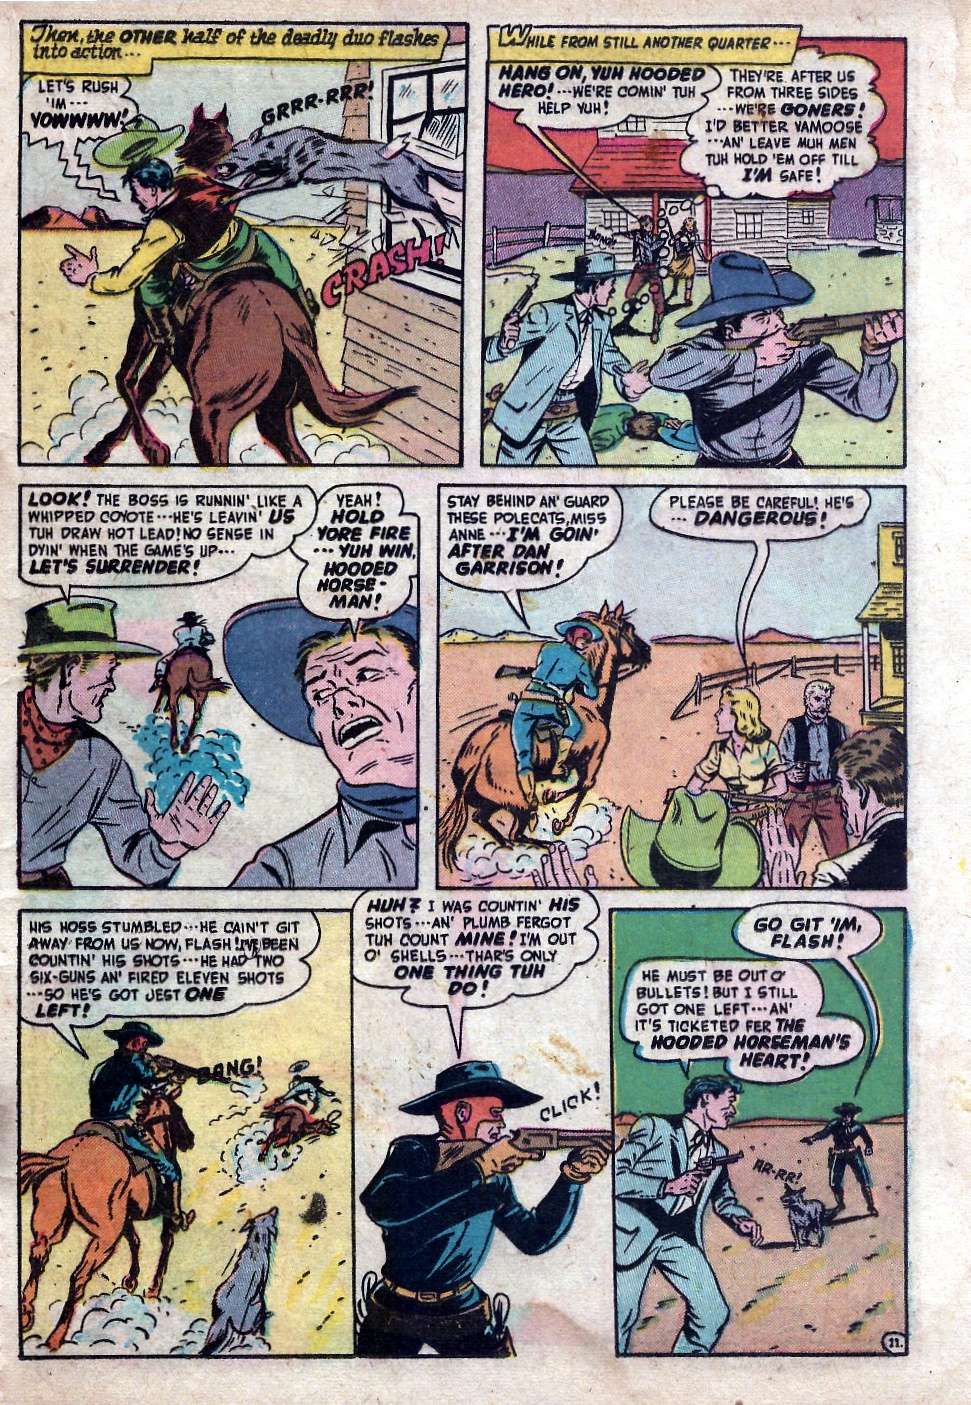 Then, the OTHER half of the deadly duo flashes
into action...
LET'S RUSH
'IM---
YOWWWW!
GRRR-RRR!
CRASH!
WHILE FROM STILL ANOTHER QUARTER---
HANG ON, YUH HOODED
HERO!---WE'RE COMIN' TUH
HELP YUH!
THEY'RE AFTER US
FROM THREE SIDES
---WE'RE GONERS!
I'D BETTER VAMOOSE
---AN' LEAVE MUH MEN
TUH HOLD 'EM OFF TILL
I'M SAFE!
BANG!
LOOK! THE BOSS IS RUNNIN' LIKE A
WHIPPED COYOTE---HE'S LEAVIN' US
TUH DRAW HOT LEAD! NO SENSE IN
DYIN' WHEN THE GAME'S UP---
LET'S SURRENDER!
YEAH!
HOLD
YORE FIRE
---YUH WIN,
HOODED
HORSE-
MAN!
STAY BEHIND AN' GUARD
THESE POLECATS, MISS
ANNE---I'M GOIN'
AFTER DAN
GARRISON!
PLEASE BE CAREFUL! HE'S
--- DANGEROUS!
HIS HOSS STUMBLED---HE CAIN'T GIT
AWAY FROM US NOW, FLASH! I'VE BEEN
COUNTIN' HIS SHOTS---HE HAD TWO
SIX-GUNS AN' FIRED ELEVEN SHOTS
---SO HE'S GOT JEST ONE
LEFT!
BANG!
HUH? I WAS COUNTIN' HIS
SHOTS---AN' PLUMB FERGOT
TUH COUNT MINE! I'M OUT
O' SHELLS---THAR'S ONLY
ONE THING TUH
DO!
CLICK!
GO GIT 'IM,
FLASH!
HE MUST BE OUT O'
BULLETS! BUT I STILL
GOT ONE LEFT---AN'
IT'S TICKETED FER THE
HOODED HORSEMAN'S
HEART!
RR-RR!
11.